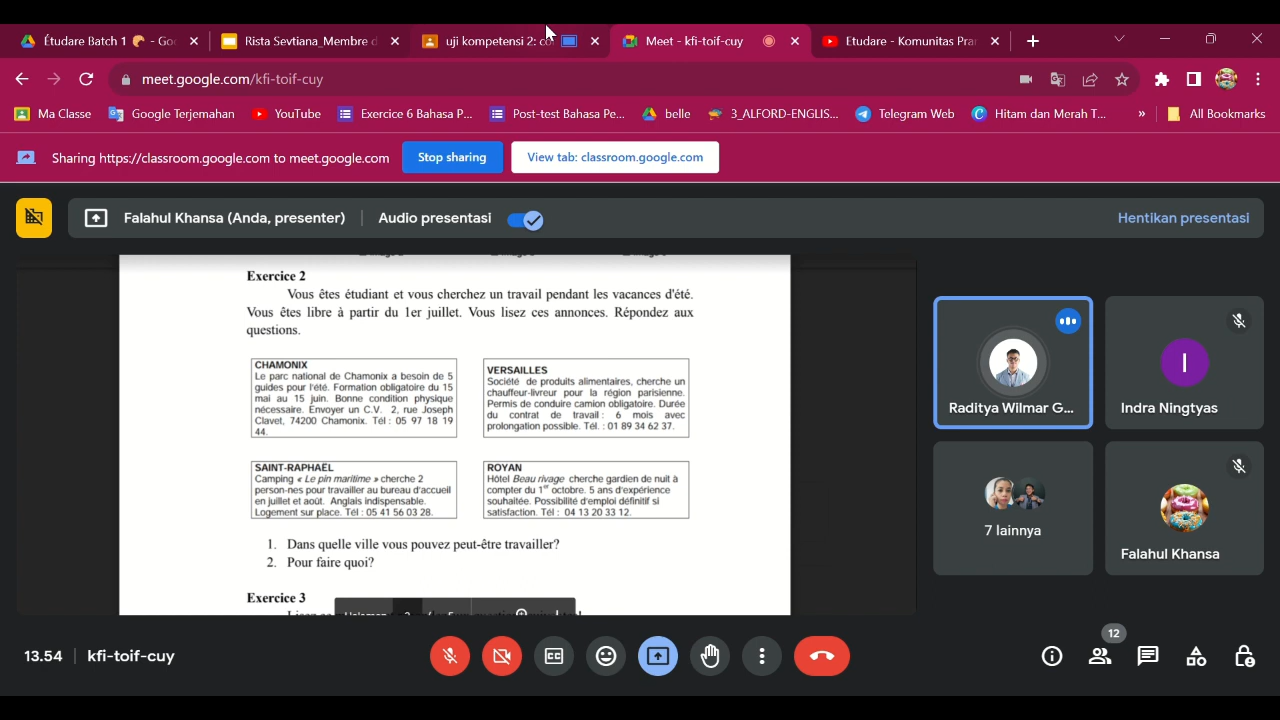 Étudare Batch 1 - Goo
Rista Sevtiana_Membre d
uji kompetensi 2: co
Meet - kfi-toif-cuy
Etudare - Komunitas Pra
meet.google.com/kfi-toif-cuy
Ma Classe
Google Terjemahan
YouTube
Exercice 6 Bahasa P...
Post-test Bahasa Pe...
belle
3_ALFORD-ENGLIS...
Telegram Web
Hitam dan Merah T...
»
All Bookmarks
Sharing https://classroom.google.com to meet.google.com
Stop sharing
View tab: classroom.google.com
Falahul Khansa (Anda, presenter)
Audio presentasi
Hentikan presentasi
Exercice 2
Vous êtes étudiant et vous cherchez un travail pendant les vacances d'été.
Vous êtes libre à partir du 1er juillet. Vous lisez ces annonces. Répondez aux
questions.
CHAMONIX
Le parc national de Chamonix a besoin de 5
guides pour l'été. Formation obligatoire du 15
mai au 15 juin. Bonne condition physique
nécessaire. Envoyer un C.V. 2, rue Joseph
Clavet, 74200 Chamonix. Tél : 05 97 18 19
44.
VERSAILLES
Société de produits alimentaires, cherche un
chauffeur-livreur pour la région parisienne.
Permis de conduire camion obligatoire. Durée
du contrat de travail : 6 mois avec
prolongation possible. Tél. : 01 89 34 62 37.
SAINT-RAPHAËL
Camping « Le pin maritime » cherche 2
person-nes pour travailler au bureau d'accueil
en juillet et août. Anglais indispensable.
Logement sur place. Tél : 05 41 56 03 28.
ROYAN
Hôtel Beau rivage cherche gardien de nuit à
compter du 1er octobre. 5 ans d'expérience
souhaitée. Possibilité d'emploi définitif si
satisfaction. Tél : 04 13 20 33 12.
1. Dans quelle ville vous pouvez peut-être travailler?
2. Pour faire quoi?
Exercice 3
Raditya Wilmar G...
Indra Ningtyas
7 lainnya
Falahul Khansa
12
13.54
kfi-toif-cuy